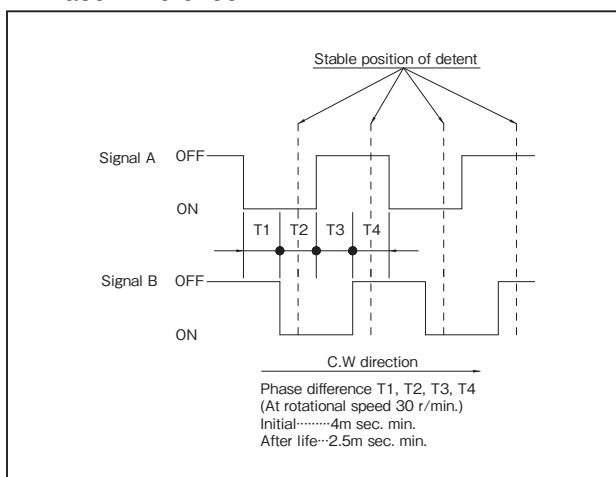 Stable position of detent
Signal A OFF
ON
T1 T2 T3 T4
Signal B OFF
ON
C.W direction
Phase difference T1, T2, T3, T4
(At rotational speed 30 r/min.)
Initial·········4m sec. min.
After life···2.5m sec. min.